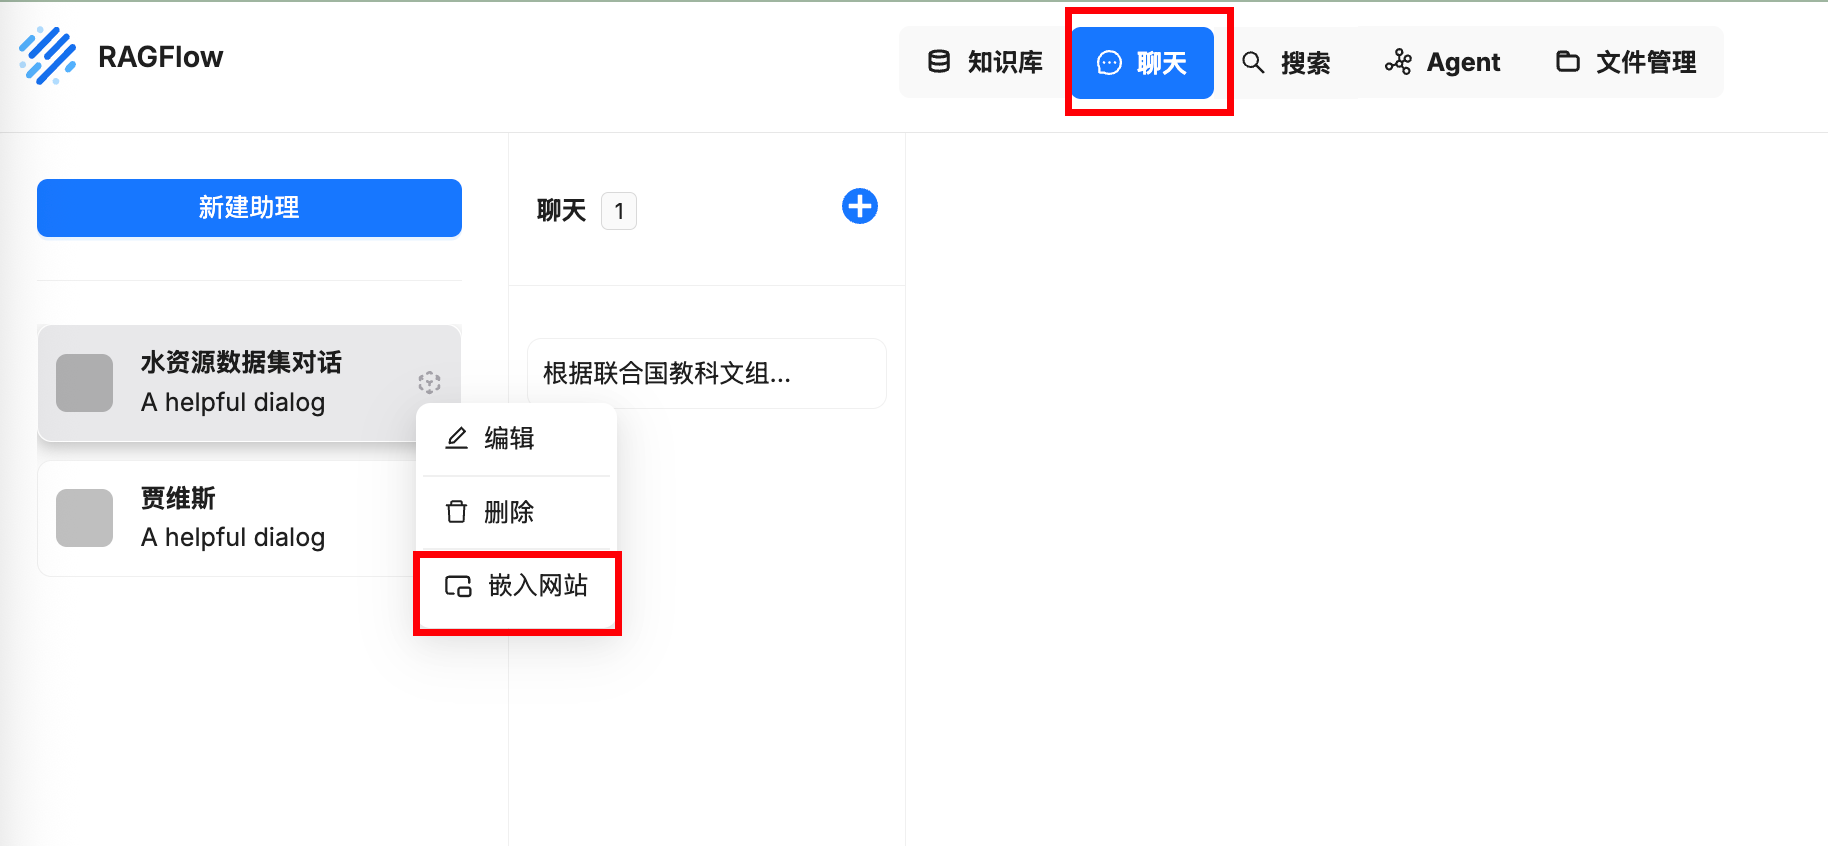 RAGFlow
知识库
聊天
搜索
Agent
文件管理
新建助理
聊天 1
水资源数据集对话
A helpful dialog
根据联合国教科文组...
编辑
删除
嵌入网站
贾维斯
A helpful dialog